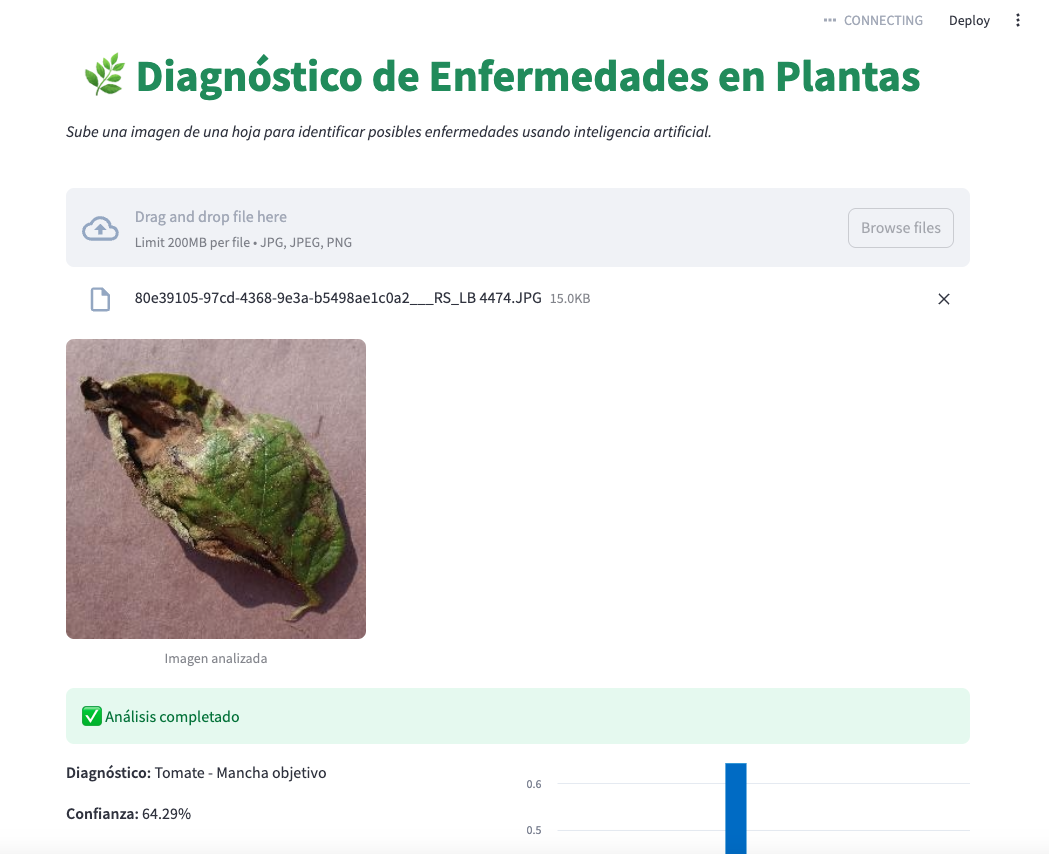 CONNECTING
Deploy
🌿 Diagnóstico de Enfermedades en Plantas
Sube una imagen de una hoja para identificar posibles enfermedades usando inteligencia artificial.
Drag and drop file here
Limit 200MB per file • JPG, JPEG, PNG
Browse files
80e39105-97cd-4368-9e3a-b5498ae1c0a2___RS_LB 4474.JPG 15.0KB
Imagen analizada
✅ Análisis completado
Diagnóstico: Tomate - Mancha objetivo
Confianza: 64.29%
0.6
0.5